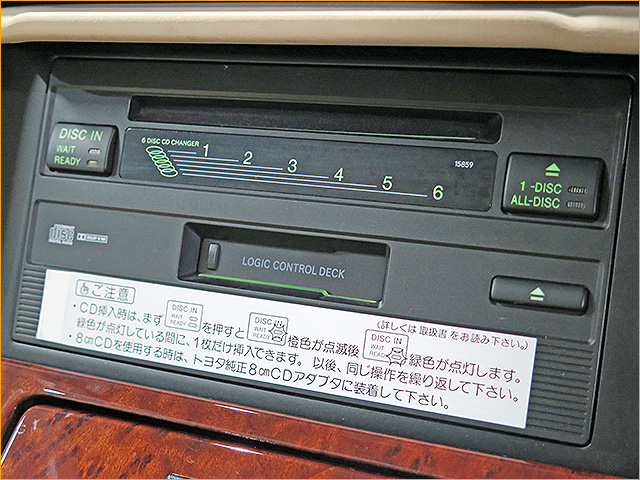 DISC IN
WAIT
READY
6 DISC CD CHANGER
1 2 3 4 5 6
15859
1-DISC
ALL-DISC
disc
LOGIC CONTROL DECK
ご注意
(詳しくは 取扱書 をお読み下さい。)
・CD挿入時は、まず DISC IN WAIT READY を押すと DISC IN WAIT READY 橙色が点滅後 DISC IN WAIT READY 緑色が点灯します。
緑色が点灯している間に、1枚だけ挿入できます。以後、同じ操作を繰り返して下さい。
・8cmCDを使用する時は、トヨタ純正8cmCDアダプタに装着して下さい。